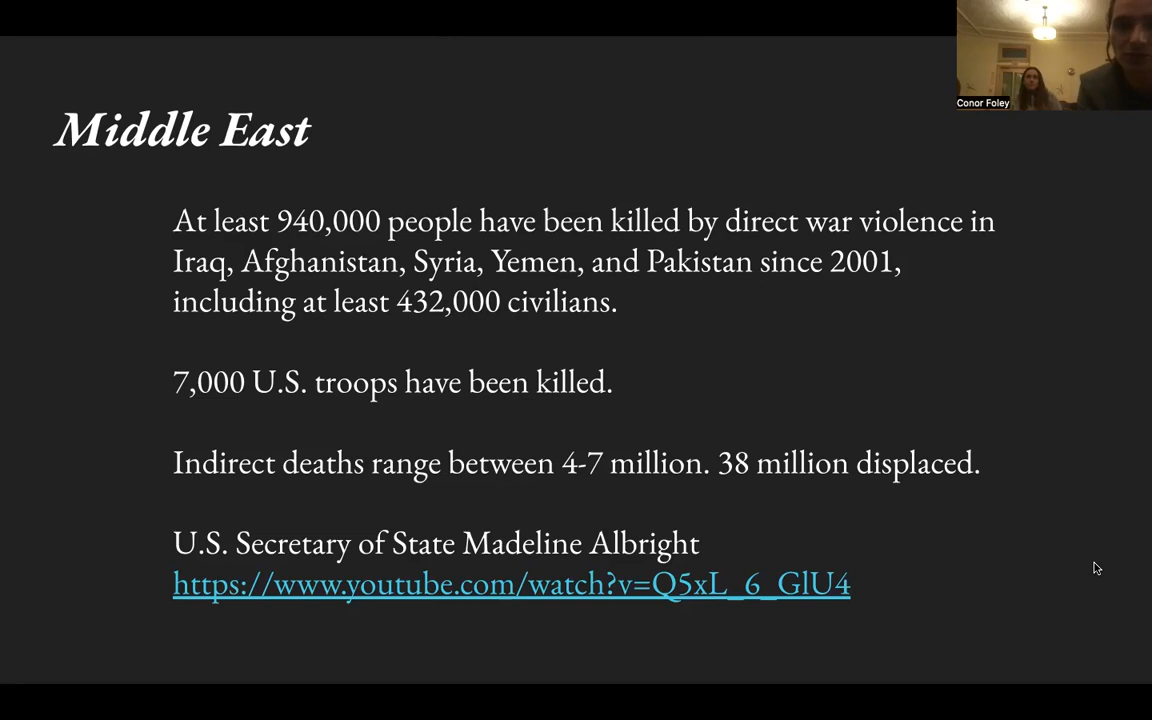 Conor Foley
Middle East
At least 940,000 people have been killed by direct war violence in
Iraq, Afghanistan, Syria, Yemen, and Pakistan since 2001,
including at least 432,000 civilians.
7,000 U.S. troops have been killed.
Indirect deaths range between 4-7 million. 38 million displaced.
U.S. Secretary of State Madeline Albright
https://www.youtube.com/watch?v=Q5xL_6_GlU4